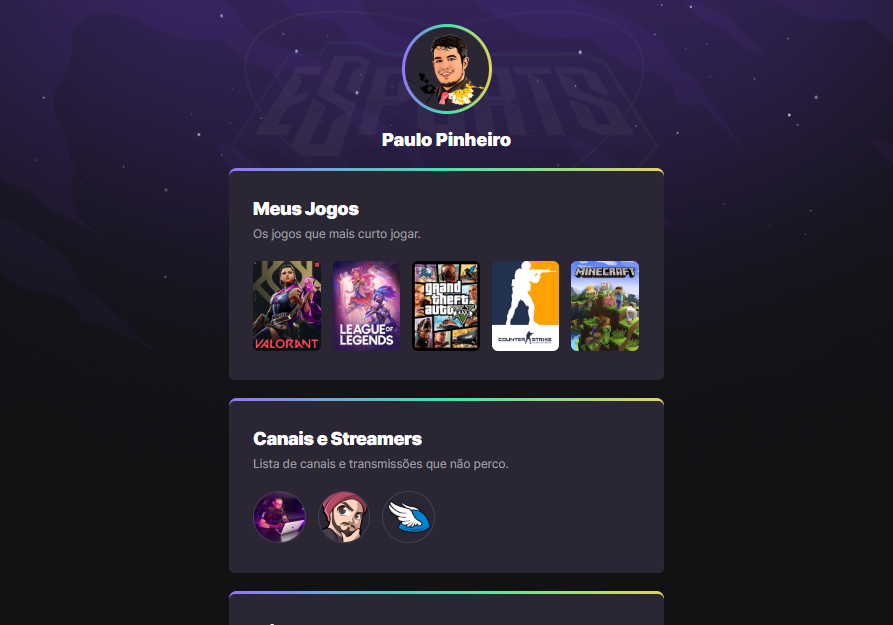 ESPORTS
Paulo Pinheiro
Meus Jogos
Os jogos que mais curto jogar.
VALORANT
LEAGUE OF
LEGENDS
grand
theft
auto
V
COUNTER STRIKE
MINECRAFT
Canais e Streamers
Lista de canais e transmissões que não perco.